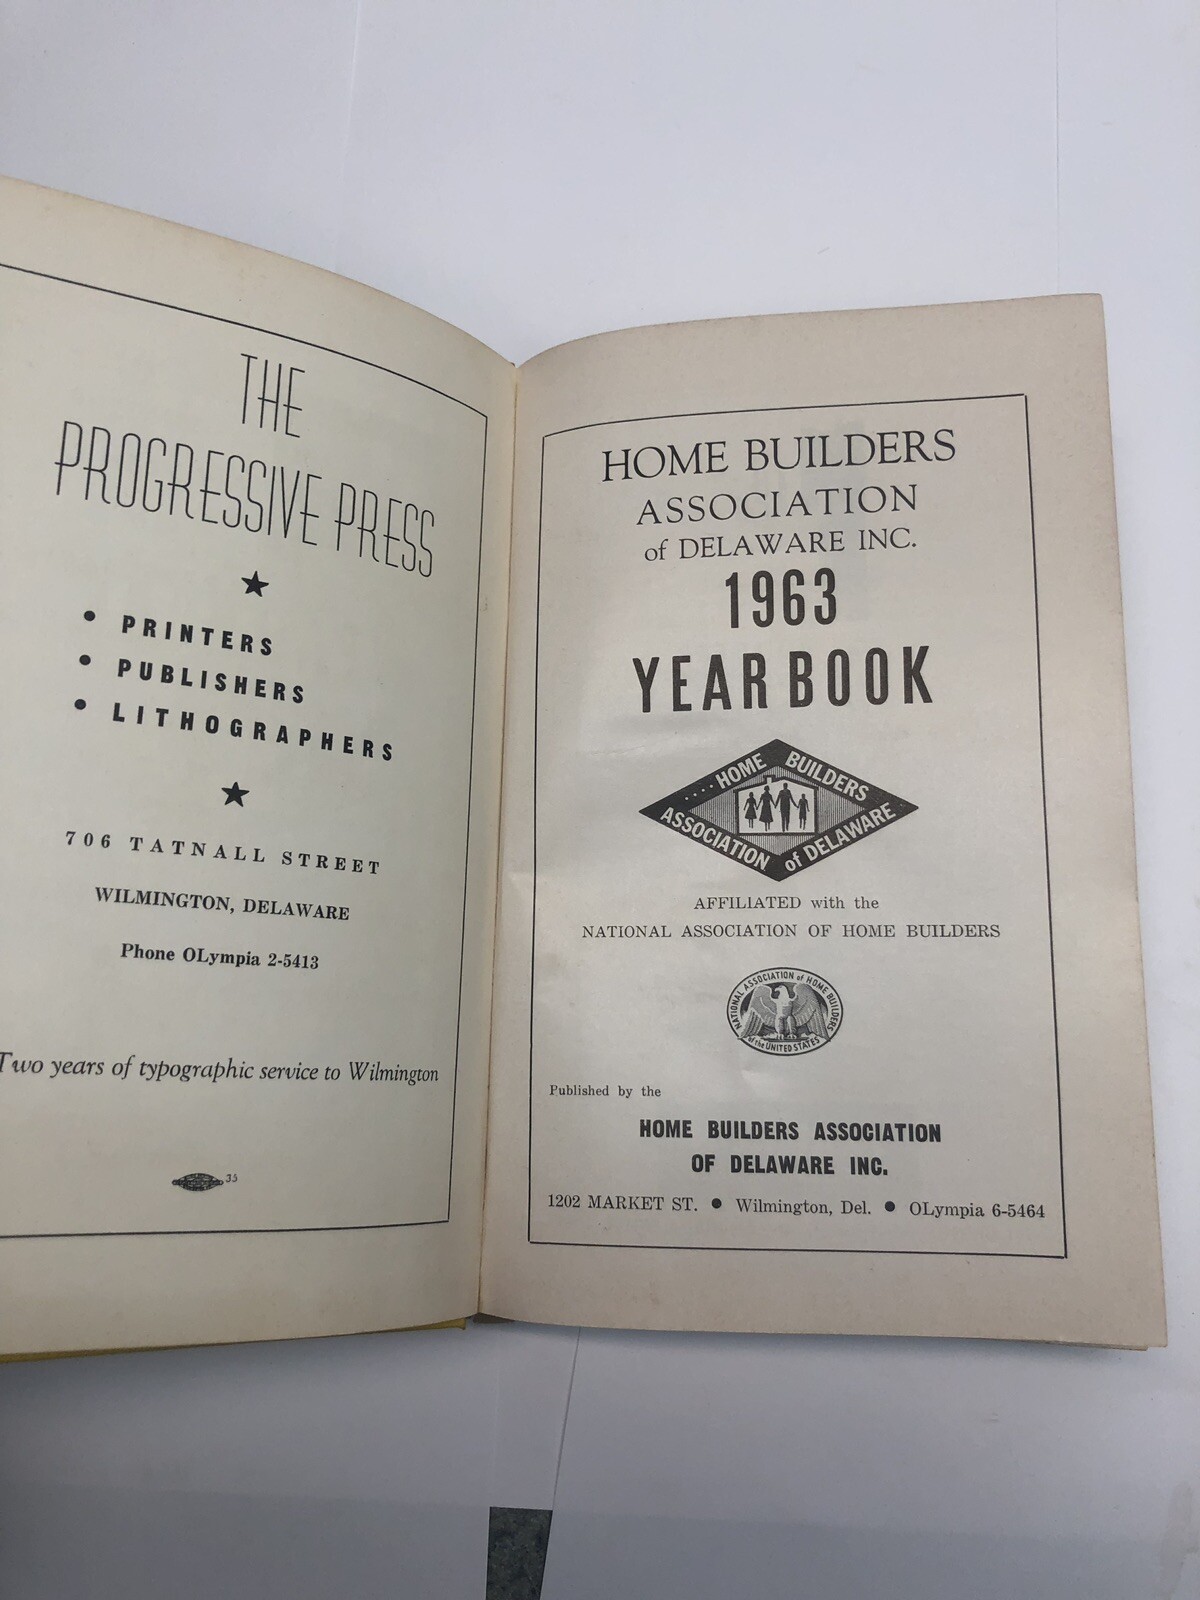 THE
PROGRESSIVE PRESS
• PRINTERS
• PUBLISHERS
• LITHOGRAPHERS
706 TATNALL STREET
WILMINGTON, DELAWARE
Phone OLympia 2-5413
Two years of typographic service to Wilmington
HOME BUILDERS
ASSOCIATION
of DELAWARE INC.
1963
YEAR BOOK
.... HOME BUILDERS
ASSOCIATION of DELAWARE
AFFILIATED with the
NATIONAL ASSOCIATION OF HOME BUILDERS
NATIONAL ASSOCIATION of HOME BUILDERS
of the UNITED STATES
Published by the
HOME BUILDERS ASSOCIATION
OF DELAWARE INC.
1202 MARKET ST. • Wilmington, Del. • OLympia 6-5464